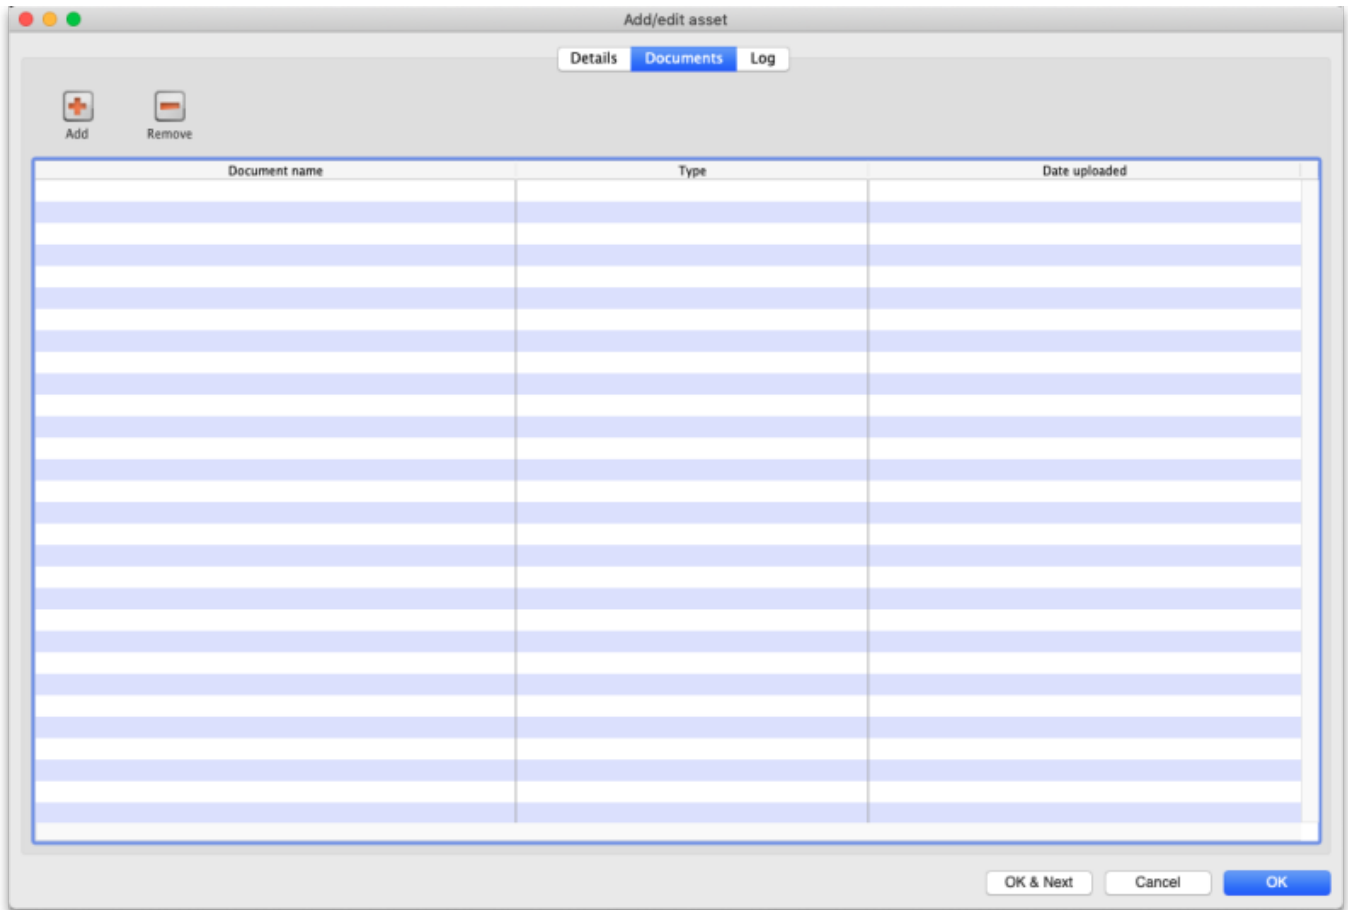 Add/edit asset
Details Documents Log
Add Remove
Document name Type Date uploaded
OK & Next Cancel OK